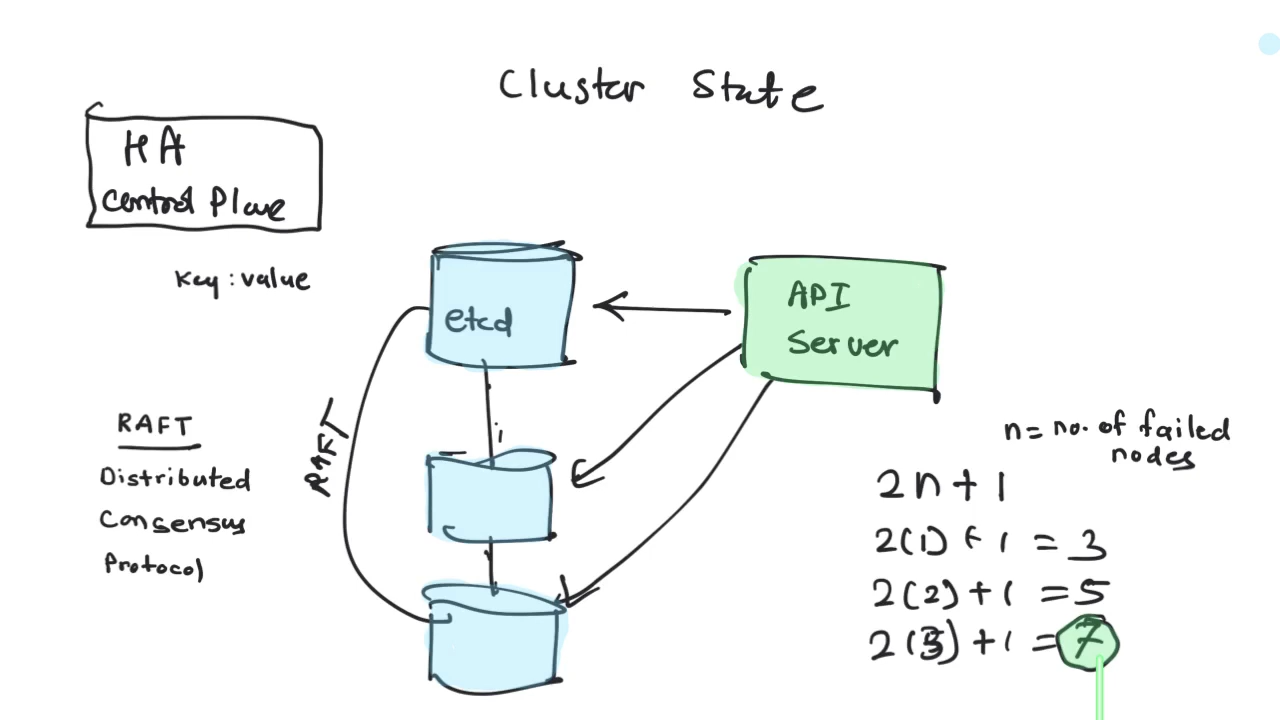 Cluster State
HA
Control Plane
Key : value
etcd
API
Server
RAFT
RAFT
Distributed
Consensus
Protocol
n = no. of failed
nodes
2n + 1
2(1) + 1 = 3
2(2) + 1 = 5
2(3) + 1 = 7